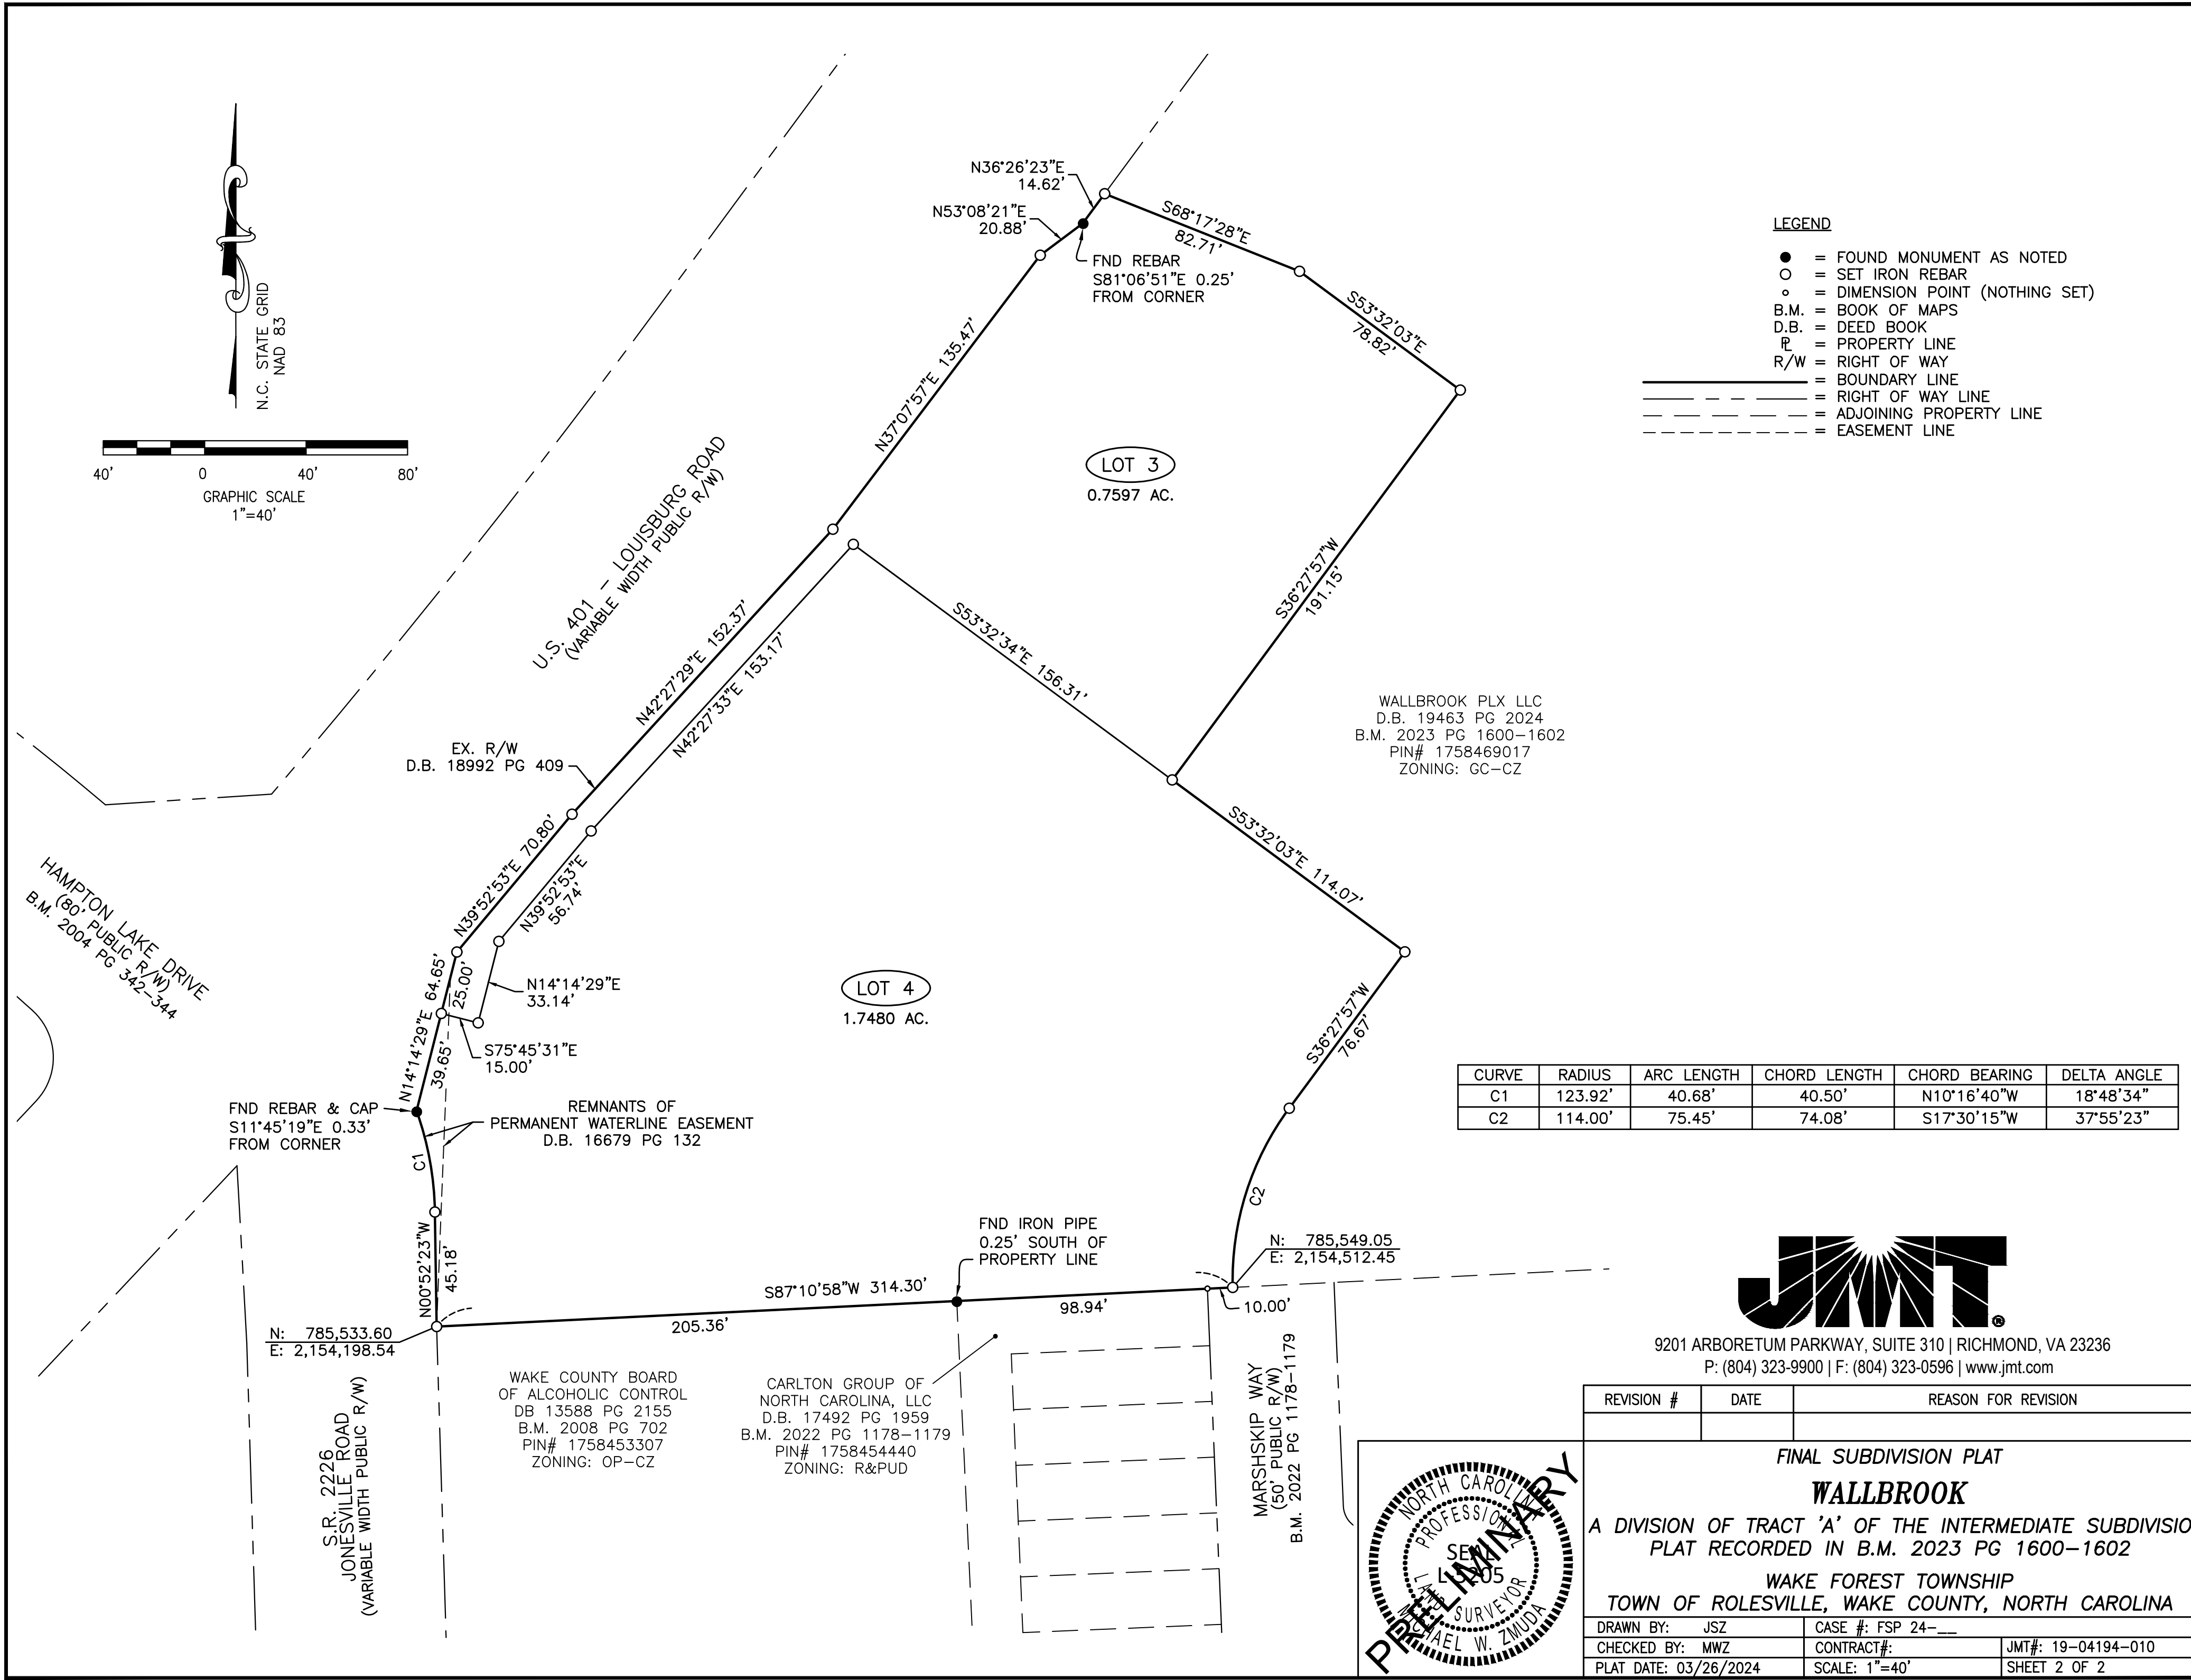 N.C. STATE GRID
NAD 83
40' 0 40' 80'
GRAPHIC SCALE
1"=40'
N36°26'23"E
14.62'
N53°08'21"E
20.88'
FND REBAR
S81°06'51"E 0.25'
FROM CORNER
S68°17'28"E
82.71'
S53°32'03"E
78.82'
LEGEND
● = FOUND MONUMENT AS NOTED
○ = SET IRON REBAR
o = DIMENSION POINT (NOTHING SET)
B.M. = BOOK OF MAPS
D.B. = DEED BOOK
PL = PROPERTY LINE
R/W = RIGHT OF WAY
= BOUNDARY LINE
= RIGHT OF WAY LINE
= ADJOINING PROPERTY LINE
= EASEMENT LINE
N37°07'57"E 135.47'
LOT 3
0.7597 AC.
U.S. 401 - LOUISBURG ROAD
(VARIABLE WIDTH PUBLIC R/W)
S36°27'57"W
191.15'
N42°27'29"E 152.37'
N42°27'33"E 153.17'
S53°32'34"E 156.31'
WALLBROOK PLX LLC
D.B. 19463 PG 2024
B.M. 2023 PG 1600-1602
PIN# 1758469017
ZONING: GC-CZ
EX. R/W
D.B. 18992 PG 409
N39°52'53"E 70.80'
N39°52'53"E
56.74'
S53°32'03"E 114.07'
HAMPTON LAKE DRIVE
(80' PUBLIC R/W)
B.M. 2004 PG 342-344
N14°14'29"E 64.65'
25.00'
39.65'
N14°14'29"E
33.14'
S75°45'31"E
15.00'
LOT 4
1.7480 AC.
S36°27'57"W
76.67'
FND REBAR & CAP
S11°45'19"E 0.33'
FROM CORNER
REMNANTS OF
PERMANENT WATERLINE EASEMENT
D.B. 16679 PG 132
C1
C2
CURVE RADIUS ARC LENGTH CHORD LENGTH CHORD BEARING DELTA ANGLE
C1 123.92' 40.68' 40.50' N10°16'40"W 18°48'34"
C2 114.00' 75.45' 74.08' S17°30'15"W 37°55'23"
N00°52'23"W
45.18'
FND IRON PIPE
0.25' SOUTH OF
PROPERTY LINE
N: 785,549.05
E: 2,154,512.45
S87°10'58"W 314.30'
205.36'
98.94'
10.00'
N: 785,533.60
E: 2,154,198.54
S.R. 2226
JONESVILLE ROAD
(VARIABLE WIDTH PUBLIC R/W)
WAKE COUNTY BOARD
OF ALCOHOLIC CONTROL
DB 13588 PG 2155
B.M. 2008 PG 702
PIN# 1758453307
ZONING: OP-CZ
CARLTON GROUP OF
NORTH CAROLINA, LLC
D.B. 17492 PG 1959
B.M. 2022 PG 1178-1179
PIN# 1758454440
ZONING: R&PUD
MARSHSKIP WAY
(50' PUBLIC R/W)
B.M. 2022 PG 1178-1179
JMT®
9201 ARBORETUM PARKWAY, SUITE 310 | RICHMOND, VA 23236
P: (804) 323-9900 | F: (804) 323-0596 | www.jmt.com
REVISION # DATE REASON FOR REVISION
NORTH CAROLINA
PROFESSIONAL
SEAL
L-5205
LAND SURVEYOR
MICHAEL W. ZMUDA
PRELIMINARY
FINAL SUBDIVISION PLAT
WALLBROOK
A DIVISION OF TRACT 'A' OF THE INTERMEDIATE SUBDIVISIO
PLAT RECORDED IN B.M. 2023 PG 1600-1602
WAKE FOREST TOWNSHIP
TOWN OF ROLESVILLE, WAKE COUNTY, NORTH CAROLINA
DRAWN BY: JSZ CASE #: FSP 24-__
CHECKED BY: MWZ CONTRACT#: JMT#: 19-04194-010
PLAT DATE: 03/26/2024 SCALE: 1"=40' SHEET 2 OF 2